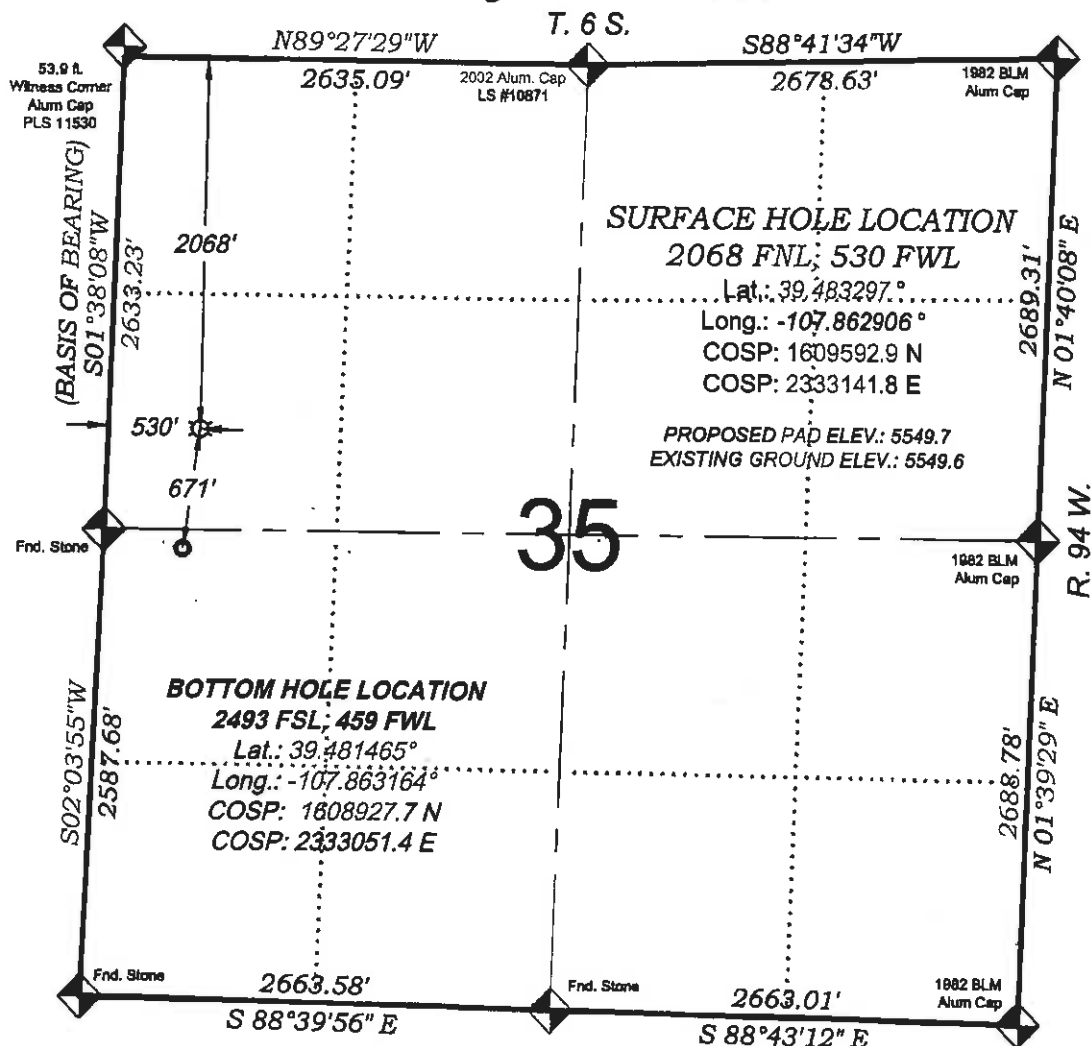 T. 6 S.
N89°27'29"W
S88°41'34"W
53.9 ft.
Witness Corner
Alum Cap
PLS 11530
2635.09'
2002 Alum. Cap
LS #10871
2678.63'
1982 BLM
Alum Cap
(BASIS OF BEARING)
S01°38'08"W
2633.23'
2068'
SURFACE HOLE LOCATION
2068 FNL; 530 FWL
Lat.: 39.483297°
Long.: -107.862906°
COSP: 1609592.9 N
COSP: 2333141.8 E
PROPOSED PAD ELEV.: 5549.7
EXISTING GROUND ELEV.: 5549.6
2689.31'
N 01°40'08" E
530'
671'
35
R. 94 W.
Fnd. Stone
1982 BLM
Alum Cap
BOTTOM HOLE LOCATION
2493 FSL, 459 FWL
Lat.: 39.481465°
Long.: -107.863164°
COSP: 1608927.7 N
COSP: 2333051.4 E
S02°03'55"W
2587.68'
2688.78'
N 01°39'29" E
Fnd. Stone
2663.58'
S 88°39'56" E
Fnd. Stone
2663.01'
S 88°43'12" E
1982 BLM
Alum Cap